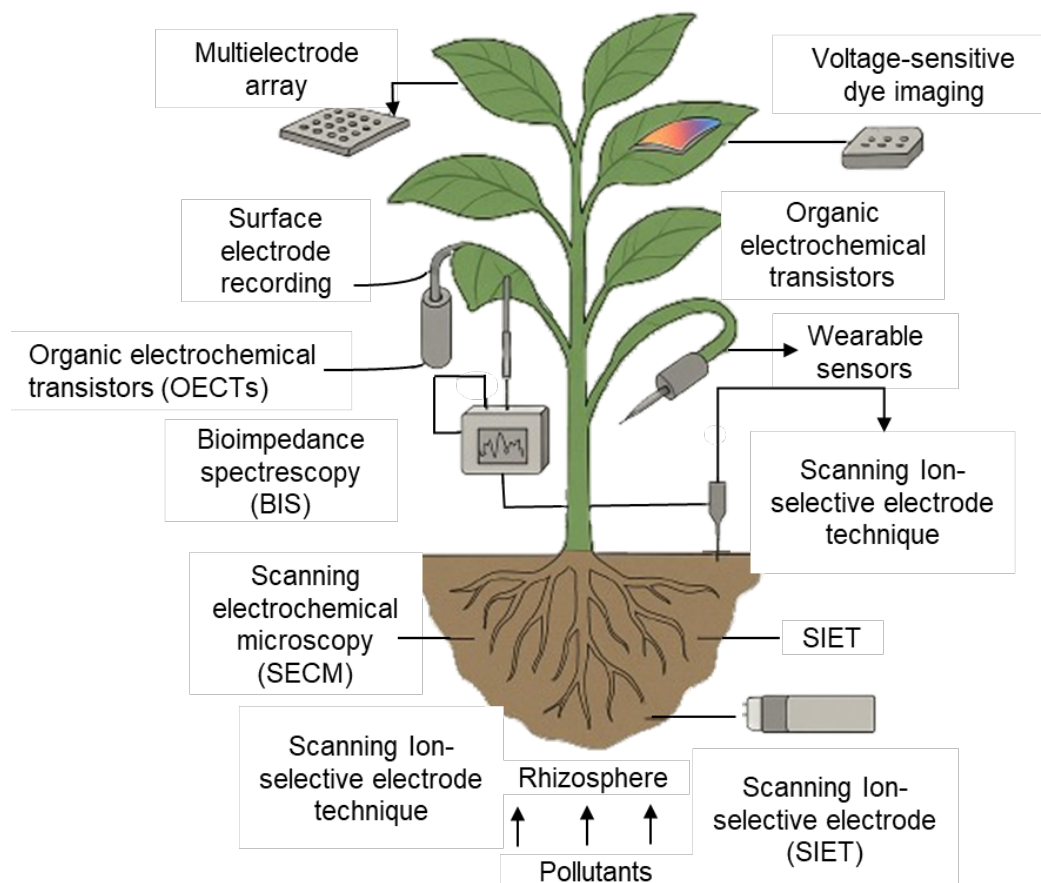 Multielectrode
array
Voltage-sensitive
dye imaging
Surface
electrode
recording
Organic
electrochemical
transistors
Organic electrochemical
transistors (OECTs)
Wearable
sensors
Bioimpedance
spectrescopy
(BIS)
Scanning Ion-
selective electrode
technique
Scanning
electrochemical
microscopy
(SECM)
SIET
Scanning Ion-
selective electrode
technique
Rhizosphere
Scanning Ion-
selective electrode
(SIET)
Pollutants